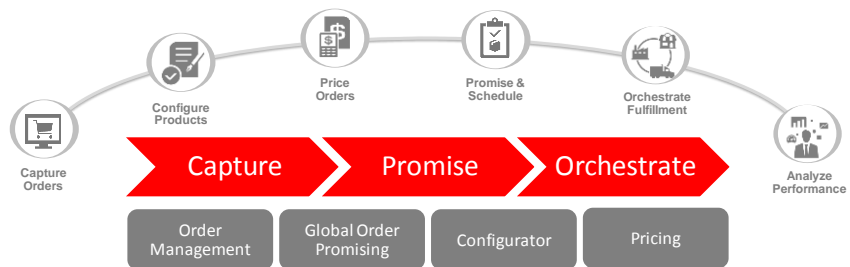 Capture
Orders
Configure
Products
Price
Orders
Promise &
Schedule
Orchestrate
Fulfillment
Analyze
Performance
Capture
Promise
Orchestrate
Order
Management
Global Order
Promising
Configurator
Pricing